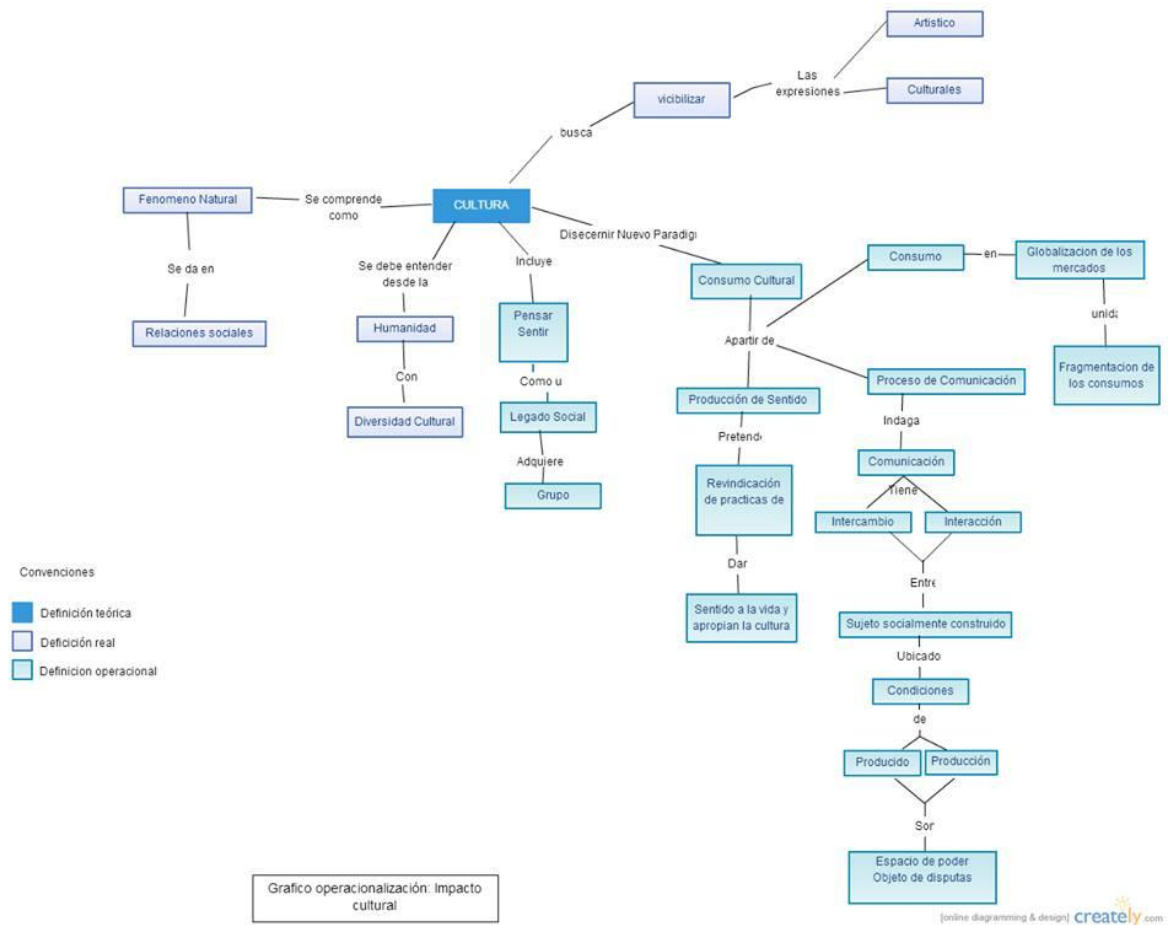 Artistico
Las
expresiones
Culturales
vicibilizar
busca
Fenomeno Natural
Se comprende
como
CULTURA
Disecernir Nuevo Paradig
Se da en
Relaciones sociales
Se debe entender
desde la
Humanidad
Con
Diversidad Cultural
Incluye
Pensar
Sentir
Como u
Legado Social
Adquiere
Grupo
Consumo Cultural
Apartir de
Consumo
en
Globalizacion de los
mercados
unida
Fragmentacion de
los consumos
Producción de Sentido
Pretende
Revindicación
de practicas de
Dar
Sentido a la vida y
apropian la cultura
Proceso de Comunicación
Indaga
Comunicación
Tiene
Intercambio
Interacción
Entre
Sujeto socialmente construido
Ubicado
Condiciones
de
Producido
Producción
Son
Espacio de poder
Objeto de disputas
Convenciones
Definición teórica
Defición real
Definicion operacional
Grafico operacionalización: Impacto
cultural
[online diagramming & design] creately.com